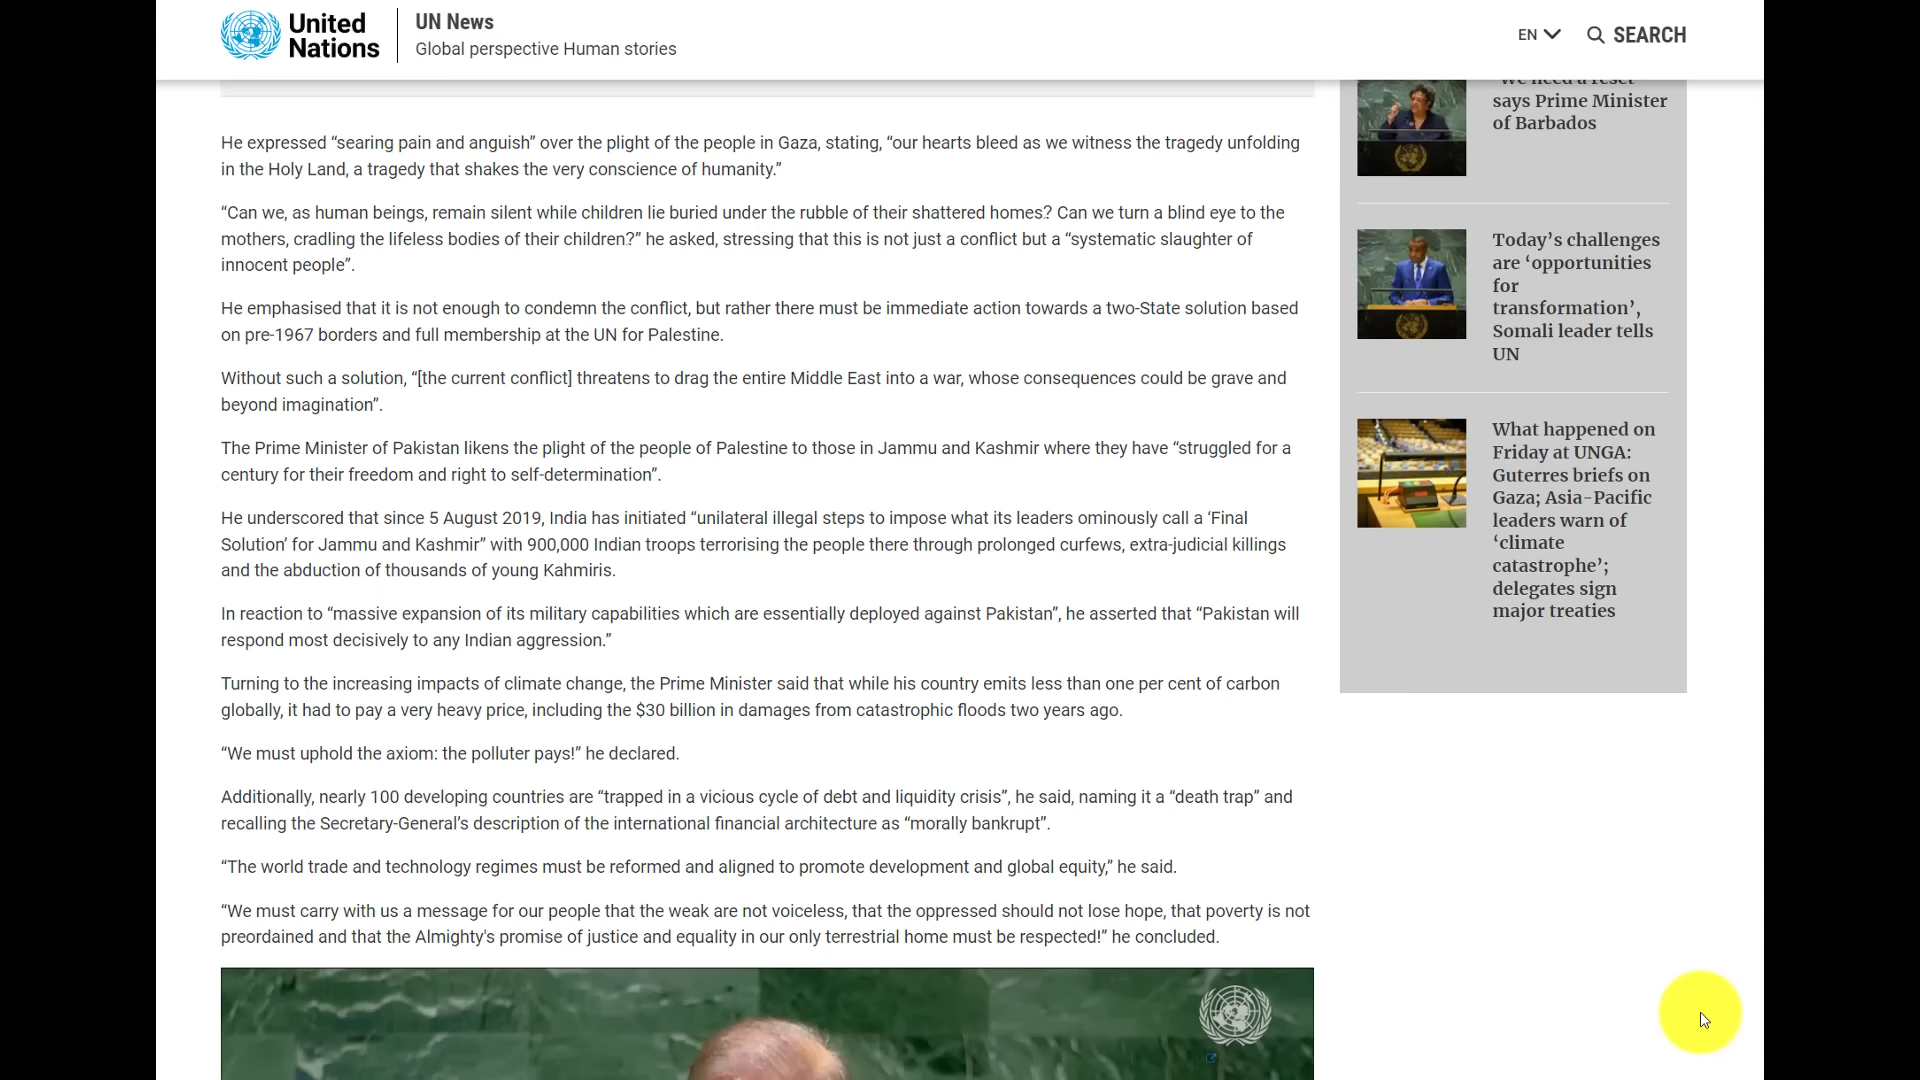 United
Nations
UN News
Global perspective Human stories
EN
SEARCH
He expressed “searing pain and anguish” over the plight of the people in Gaza, stating, “our hearts bleed as we witness the tragedy unfolding
in the Holy Land, a tragedy that shakes the very conscience of humanity.”
“Can we, as human beings, remain silent while children lie buried under the rubble of their shattered homes? Can we turn a blind eye to the
mothers, cradling the lifeless bodies of their children?” he asked, stressing that this is not just a conflict but a “systematic slaughter of
innocent people”.
He emphasised that it is not enough to condemn the conflict, but rather there must be immediate action towards a two-State solution based
on pre-1967 borders and full membership at the UN for Palestine.
Without such a solution, “[the current conflict] threatens to drag the entire Middle East into a war, whose consequences could be grave and
beyond imagination”.
The Prime Minister of Pakistan likens the plight of the people of Palestine to those in Jammu and Kashmir where they have “struggled for a
century for their freedom and right to self-determination”.
He underscored that since 5 August 2019, India has initiated “unilateral illegal steps to impose what its leaders ominously call a ‘Final
Solution’ for Jammu and Kashmir” with 900,000 Indian troops terrorising the people there through prolonged curfews, extra-judicial killings
and the abduction of thousands of young Kahmiris.
In reaction to “massive expansion of its military capabilities which are essentially deployed against Pakistan”, he asserted that “Pakistan will
respond most decisively to any Indian aggression.”
Turning to the increasing impacts of climate change, the Prime Minister said that while his country emits less than one per cent of carbon
globally, it had to pay a very heavy price, including the $30 billion in damages from catastrophic floods two years ago.
“We must uphold the axiom: the polluter pays!” he declared.
Additionally, nearly 100 developing countries are “trapped in a vicious cycle of debt and liquidity crisis”, he said, naming it a “death trap” and
recalling the Secretary-General’s description of the international financial architecture as “morally bankrupt”.
“The world trade and technology regimes must be reformed and aligned to promote development and global equity,” he said.
“We must carry with us a message for our people that the weak are not voiceless, that the oppressed should not lose hope, that poverty is not
preordained and that the Almighty's promise of justice and equality in our only terrestrial home must be respected!” he concluded.
‘We need a reset’
says Prime Minister
of Barbados
Today’s challenges
are ‘opportunities
for
transformation’,
Somali leader tells
UN
What happened on
Friday at UNGA:
Guterres briefs on
Gaza; Asia-Pacific
leaders warn of
‘climate
catastrophe’;
delegates sign
major treaties